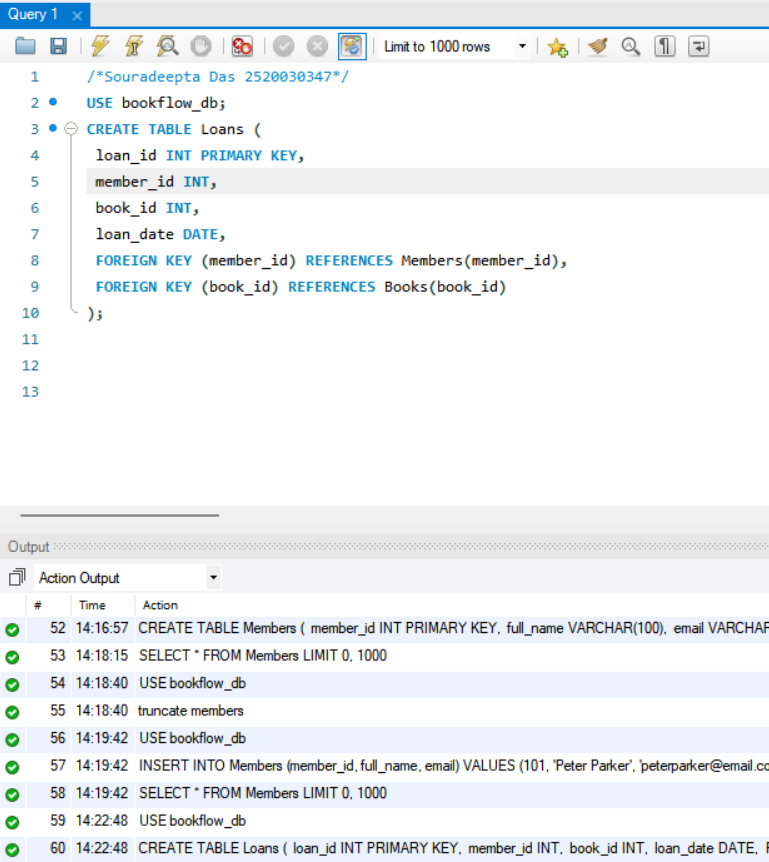 Query 1
Limit to 1000 rows
1 /*Souradeepta Das 2520030347*/
2 USE bookflow_db;
3 CREATE TABLE Loans (
4 loan_id INT PRIMARY KEY,
5 member_id INT,
6 book_id INT,
7 loan_date DATE,
8 FOREIGN KEY (member_id) REFERENCES Members(member_id),
9 FOREIGN KEY (book_id) REFERENCES Books(book_id)
10 );
11
12
13
Output
Action Output
# Time Action
52 14:16:57 CREATE TABLE Members ( member_id INT PRIMARY KEY, full_name VARCHAR(100), email VARCHAR
53 14:18:15 SELECT * FROM Members LIMIT 0, 1000
54 14:18:40 USE bookflow_db
55 14:18:40 truncate members
56 14:19:42 USE bookflow_db
57 14:19:42 INSERT INTO Members (member_id, full_name, email) VALUES (101, 'Peter Parker', 'peterparker@email.co
58 14:19:42 SELECT * FROM Members LIMIT 0, 1000
59 14:22:48 USE bookflow_db
60 14:22:48 CREATE TABLE Loans ( loan_id INT PRIMARY KEY, member_id INT, book_id INT, loan_date DATE,